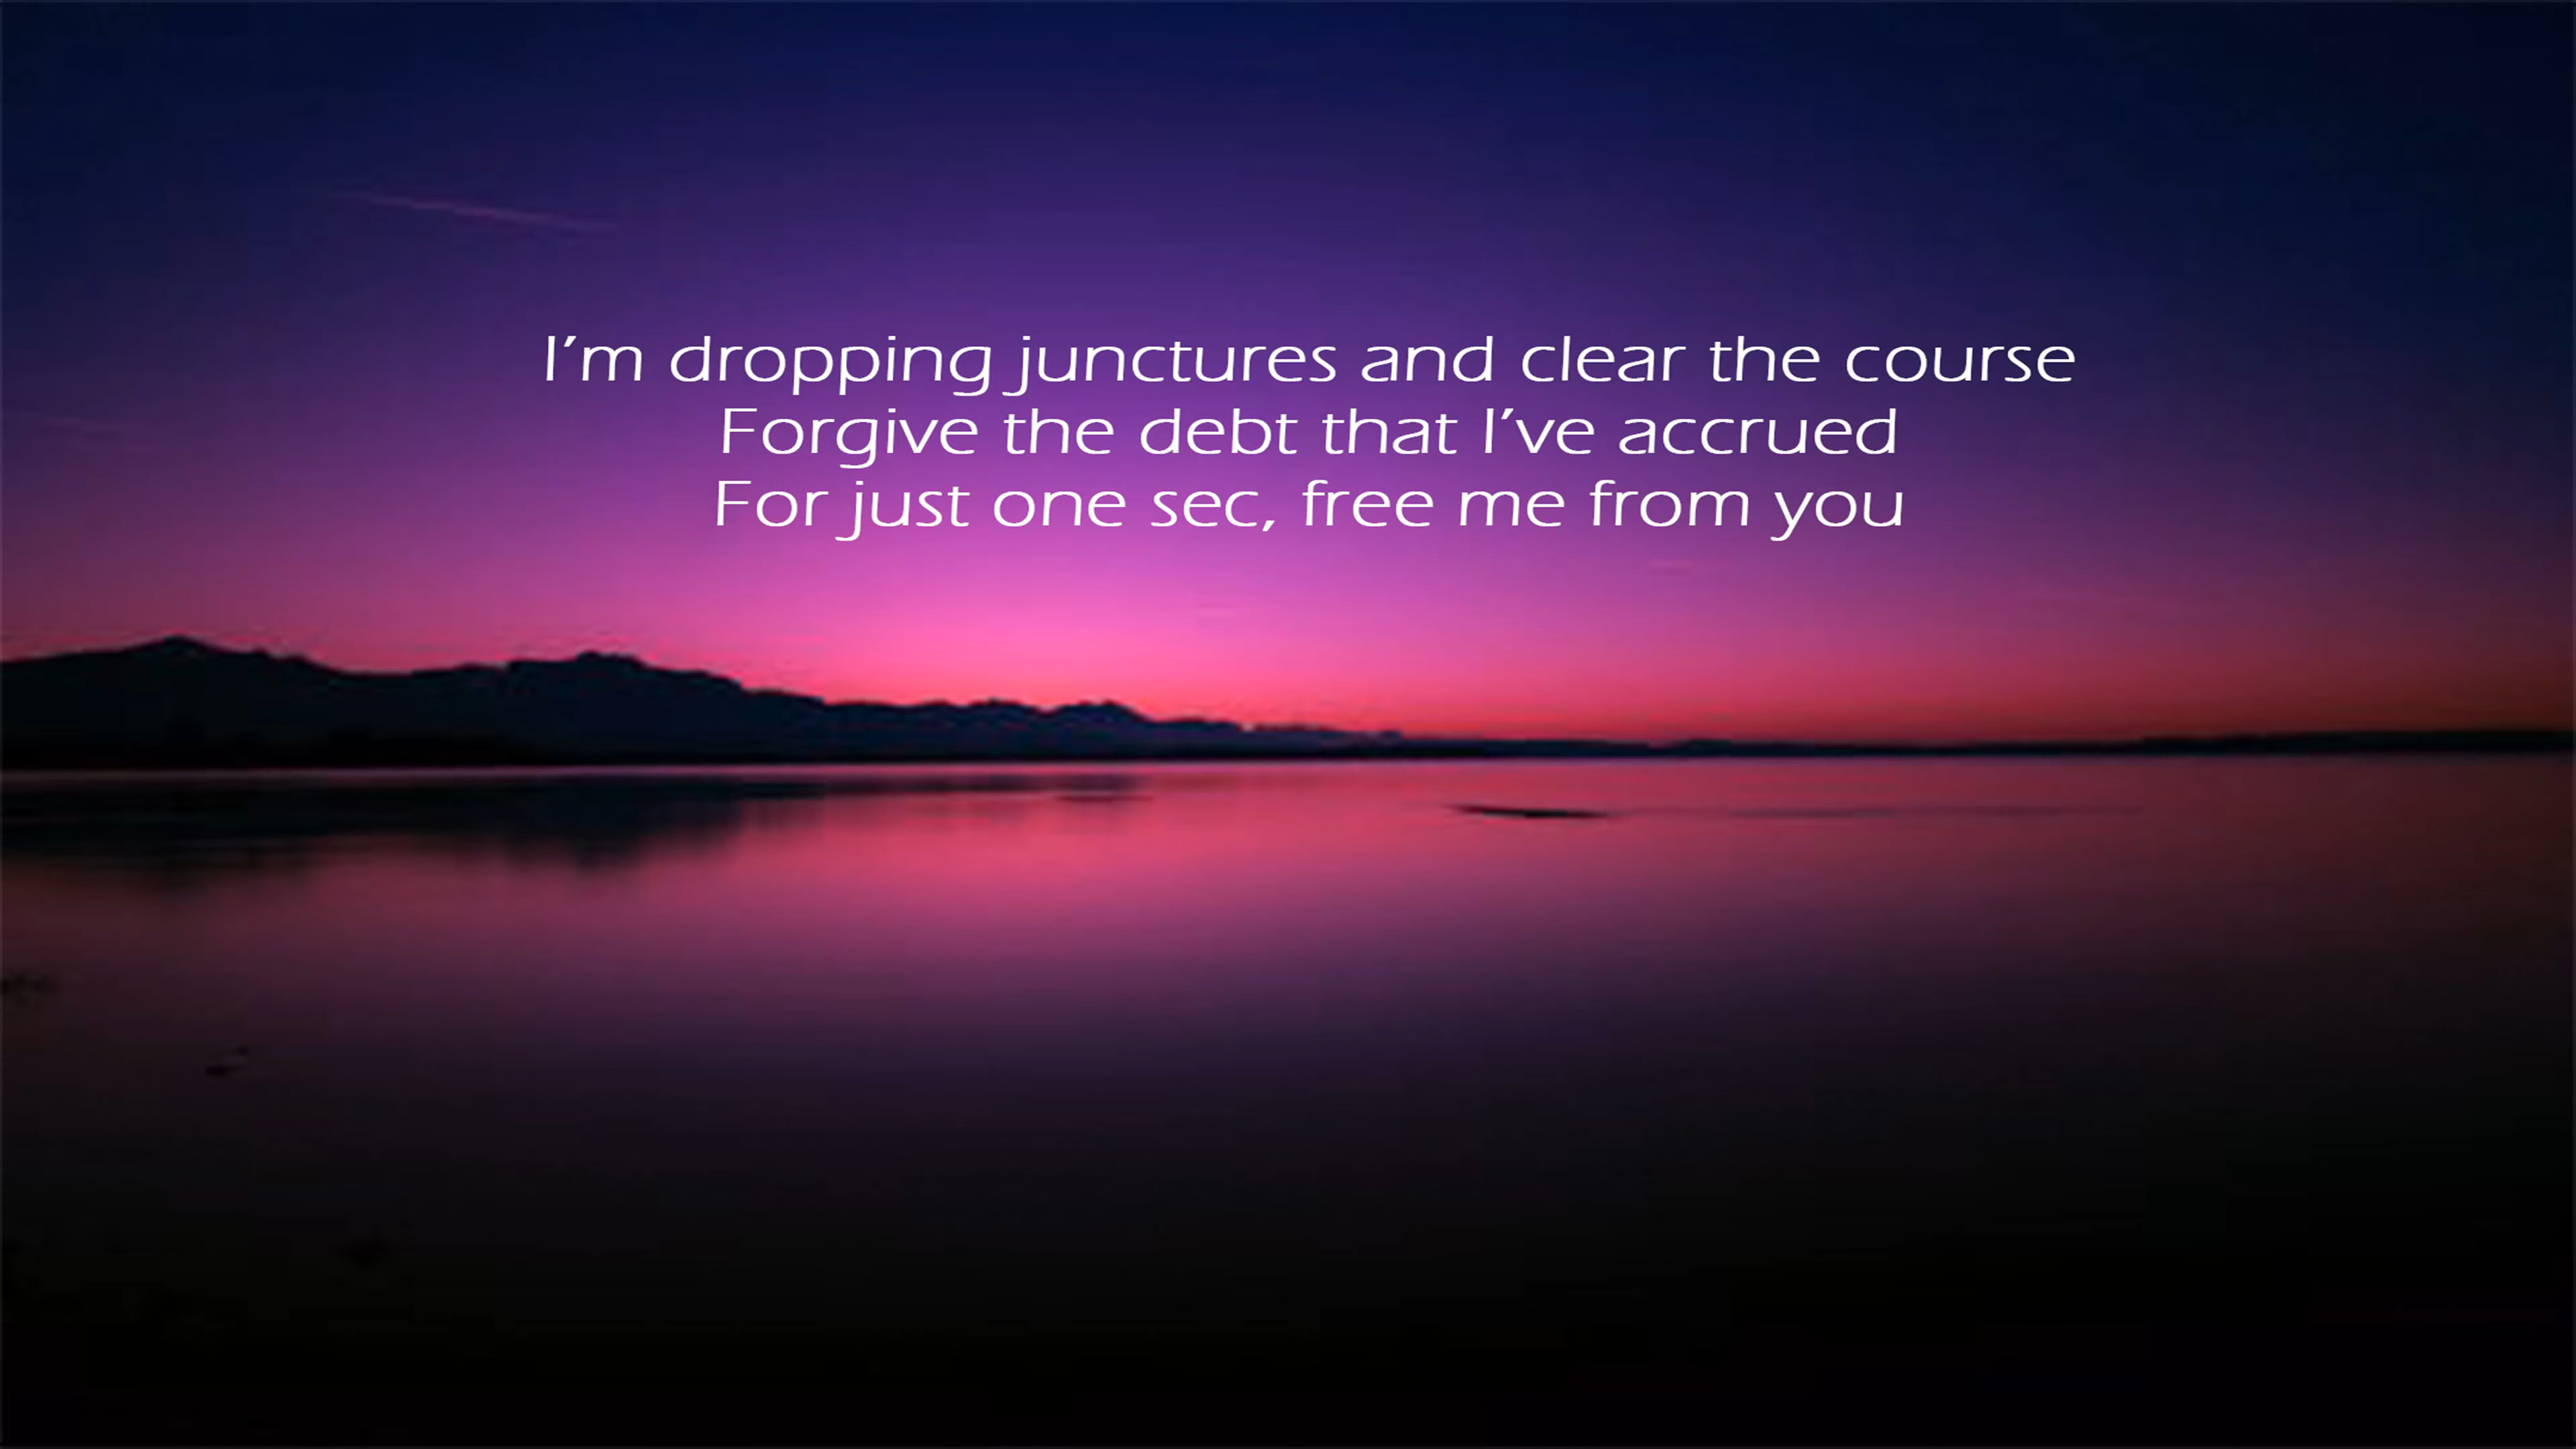 I'm dropping junctures and clear the course
Forgive the debt that I've accrued
For just one sec, free me from you